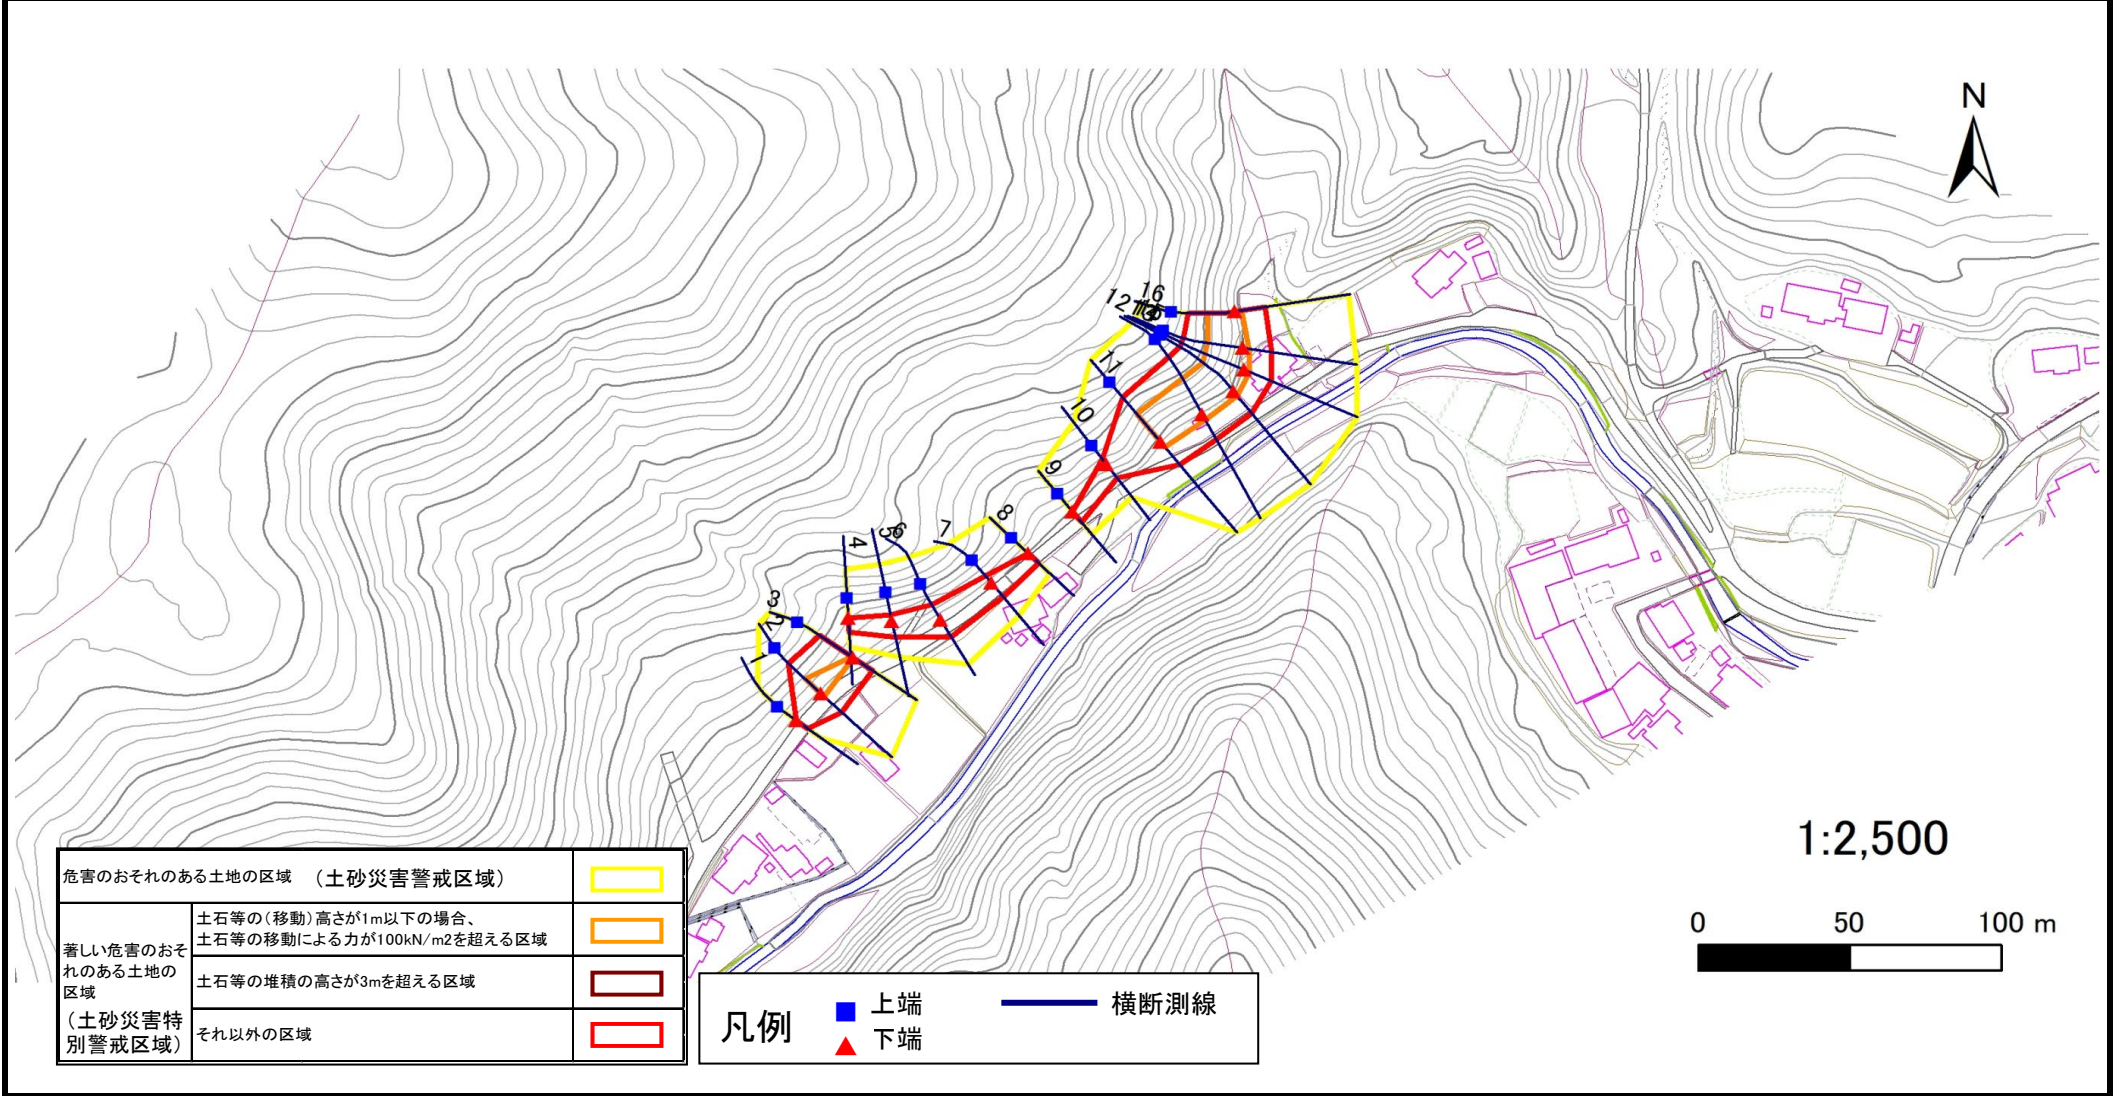 N
16
12
11
10
9
8
7
6
5
4
3
2
1
1:2,500
0 50 100 m
危害のおそれのある土地の区域 （土砂災害警戒区域）
著しい危害のおそ
れのある土地の
区域
（土砂災害特
別警戒区域）
土石等の（移動）高さが1m以下の場合、
土石等の移動による力が100kN/m2を超える区域
土石等の堆積の高さが3mを超える区域
それ以外の区域
凡例
上端
下端
横断測線